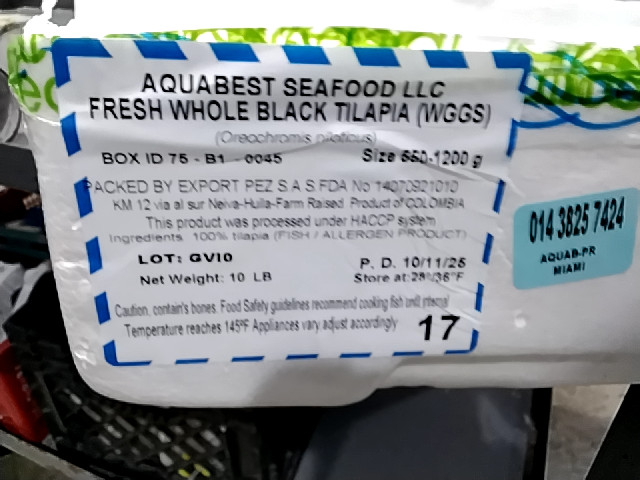 AQUABEST SEAFOOD LLC
FRESH WHOLE BLACK TILAPIA (WGGS)
(Oreochromis niloticus)
BOX ID 75 - B1 - 0045 Size 550-1200 g
PACKED BY EXPORT PEZ S.A.S FDA No 14070921010
KM 12 via al sur Neiva-Huila-Farm Raised Product of COLOMBIA
This product was processed under HACCP system
Ingredients 100% tilapia (FISH / ALLERGEN PRODUCT)
LOT: GVI0 P. D. 10/11/25
Net Weight: 10 LB Store at:28°/36°F
Caution, contain's bones. Food Safety guidelines recommend cooking fish until internal
Temperature reaches 145°F Appliances vary adjust accordingly 17
014 3825 7424
AQUAB-PR
MIAMI